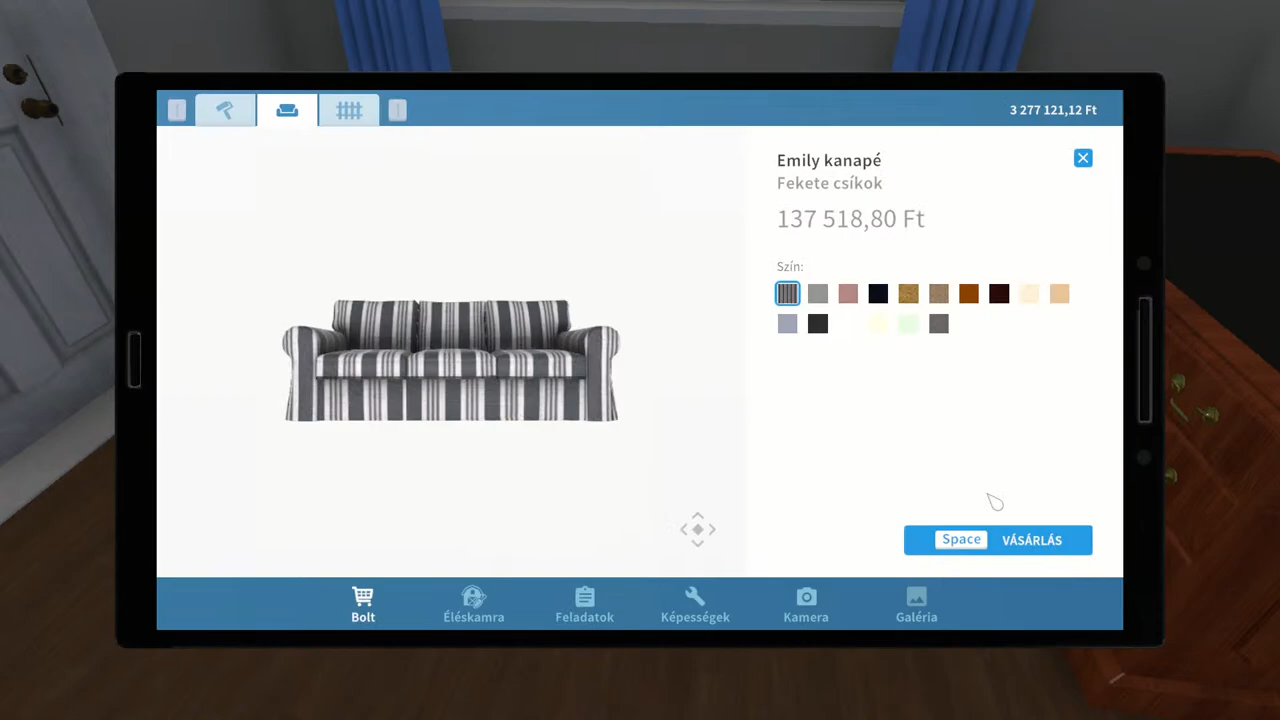 3 277 121,12 Ft
Emily kanapé
Fekete csíkok
137 518,80 Ft
Szín:
Space VÁSÁRLÁS
Bolt Éléskamra Feladatok Képességek Kamera Galéria